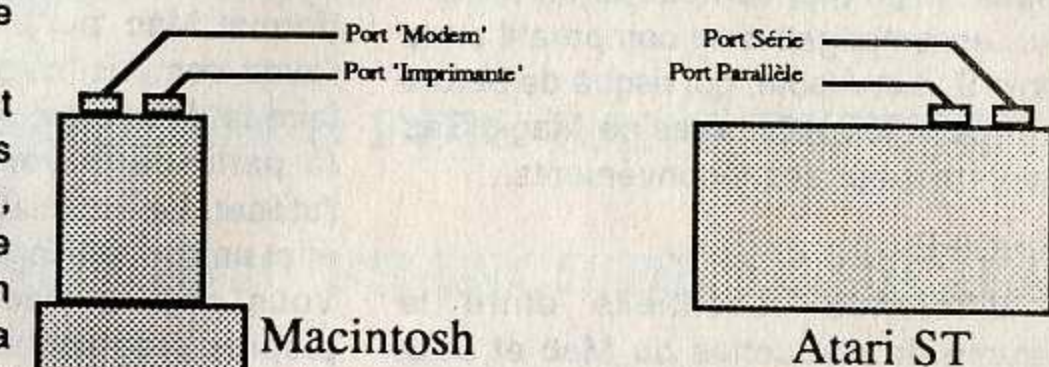 e
t
s
,
e
n
a
Port 'Modem'
Port 'Imprimante'
Macintosh
Port Série
Port Parallèle
Atari ST